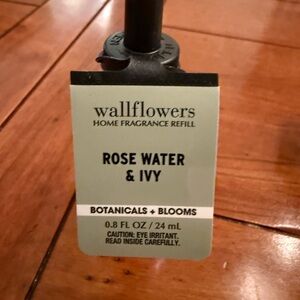 wallflowers
HOME FRAGRANCE REFILL
ROSE WATER
& IVY
BOTANICALS + BLOOMS
0.8 FL OZ / 24 mL
CAUTION: EYE IRRITANT.
READ INSIDE CAREFULLY.